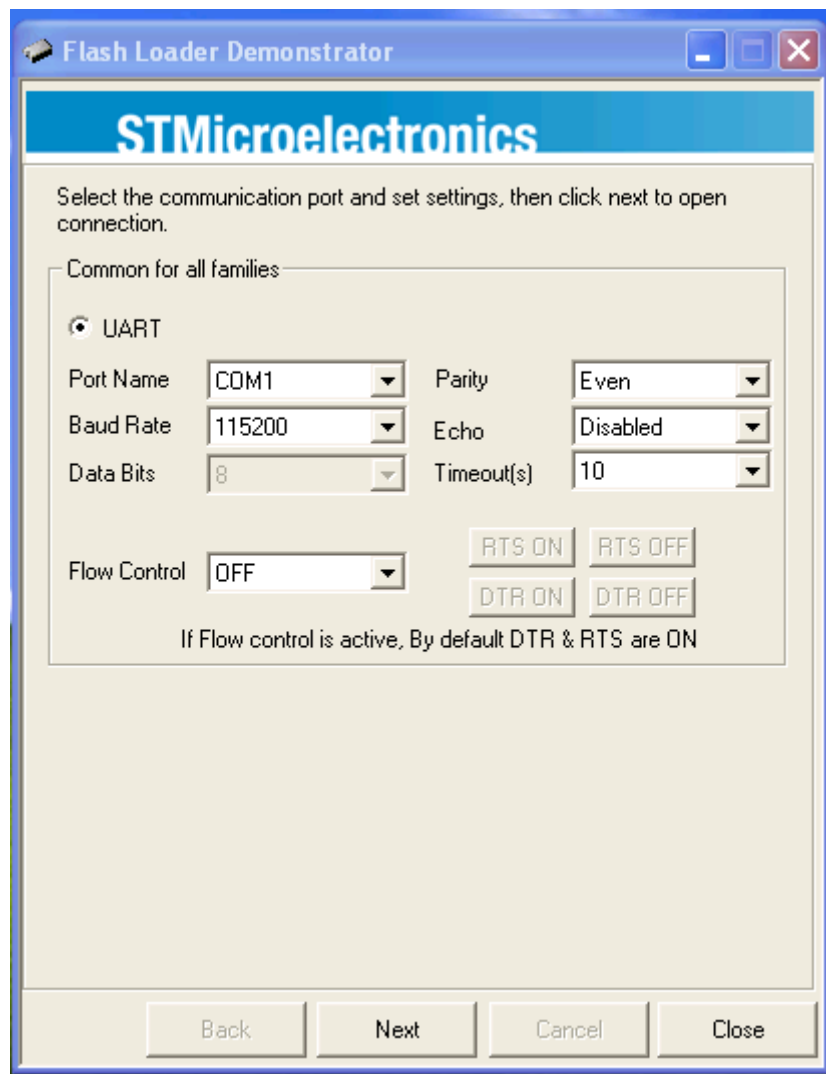 Flash Loader Demonstrator
STMicroelectronics
Select the communication port and set settings, then click next to open
connection.
Common for all families
UART
Port Name COM1 Parity Even
Baud Rate 115200 Echo Disabled
Data Bits 8 Timeout(s) 10
RTS ON RTS OFF
Flow Control OFF
DTR ON DTR OFF
If Flow control is active, By default DTR & RTS are ON
Back Next Cancel Close